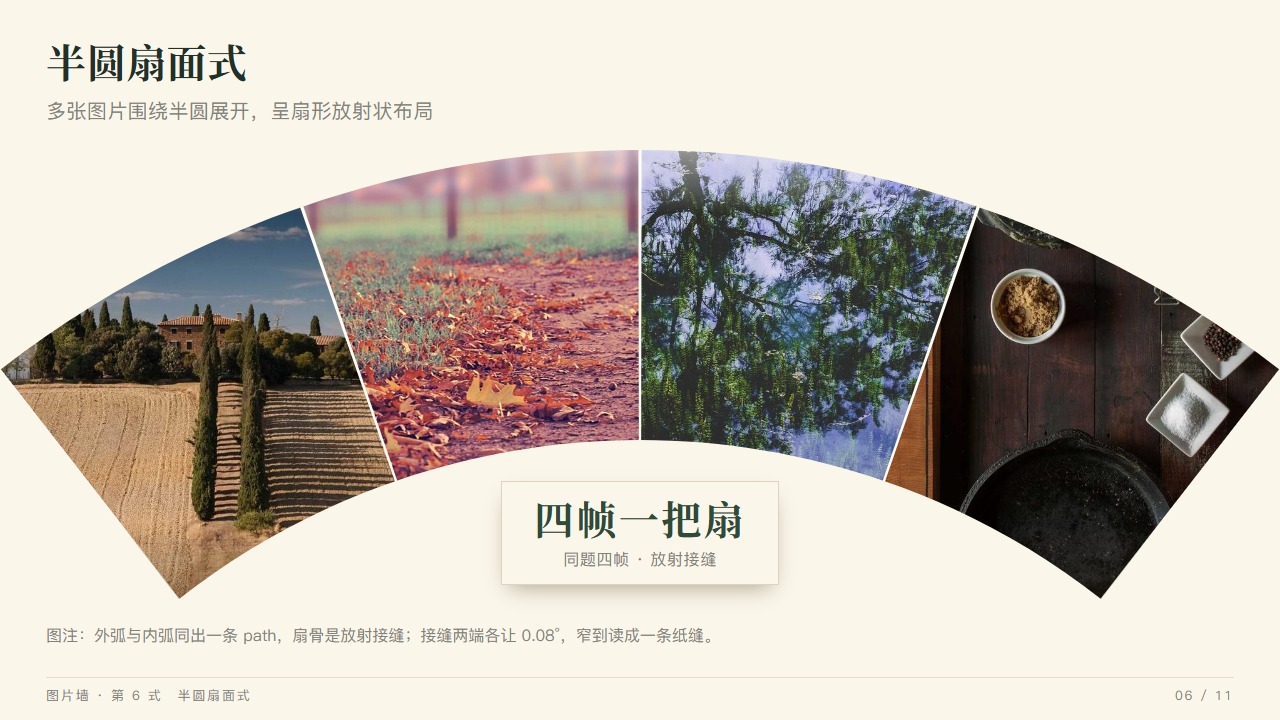 半圆扇面式
多张图片围绕半圆展开，呈扇形放射状布局
四帧一把扇
同题四帧 · 放射接缝
图注：外弧与内弧同出一条 path，扇骨是放射接缝；接缝两端各让 0.08°，窄到读成一条纸缝。
图片墙 · 第 6 式 半圆扇面式
06 / 11